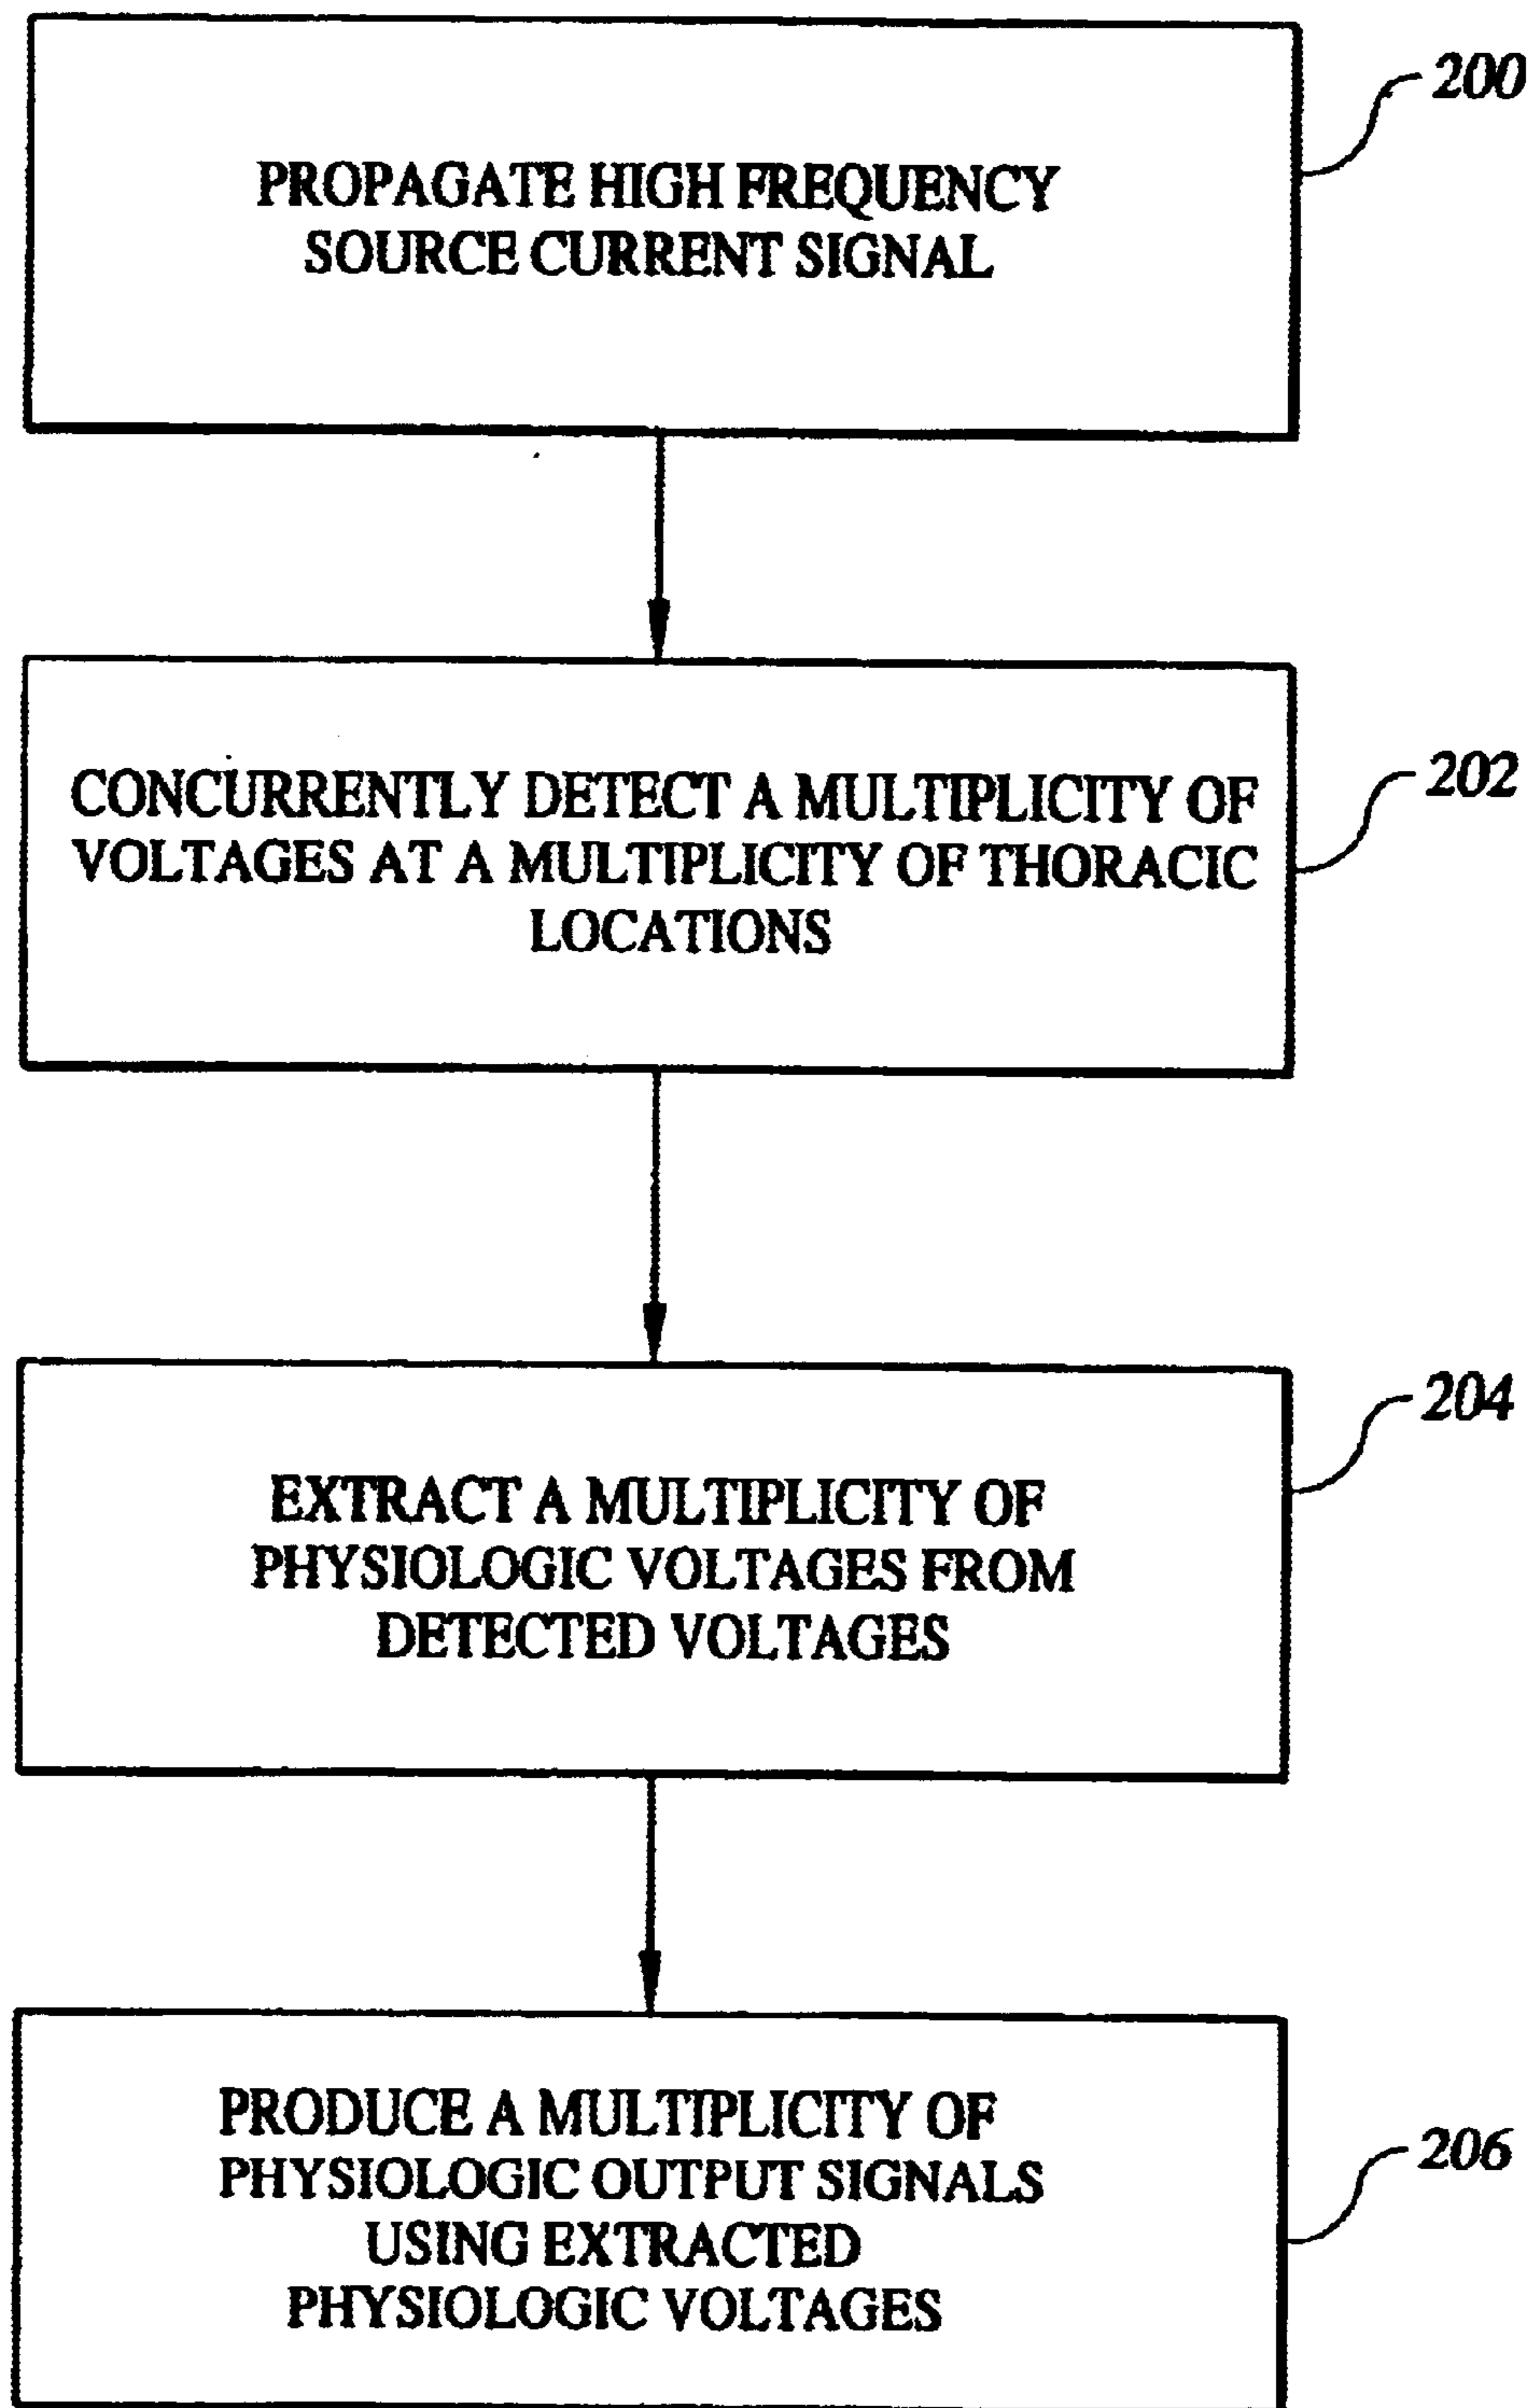 200
PROPAGATE HIGH FREQUENCY
SOURCE CURRENT SIGNAL
202
CONCURRENTLY DETECT A MULTIPLICITY OF
VOLTAGES AT A MULTIPLICITY OF THORACIC
LOCATIONS
204
EXTRACT A MULTIPLICITY OF
PHYSIOLOGIC VOLTAGES FROM
DETECTED VOLTAGES
206
PRODUCE A MULTIPLICITY OF
PHYSIOLOGIC OUTPUT SIGNALS
USING EXTRACTED
PHYSIOLOGIC VOLTAGES